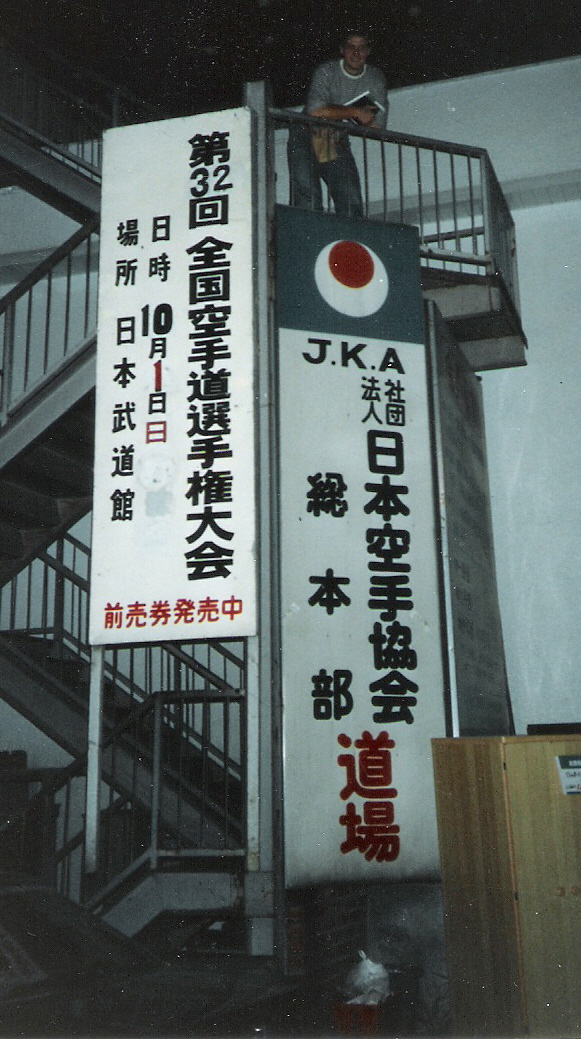 第32回 全国空手道選手権大会
日時 10月1日 日
場所 日本武道館
前売券発売中
J.K.A
社団
法人
日本空手協会
総本部
道場